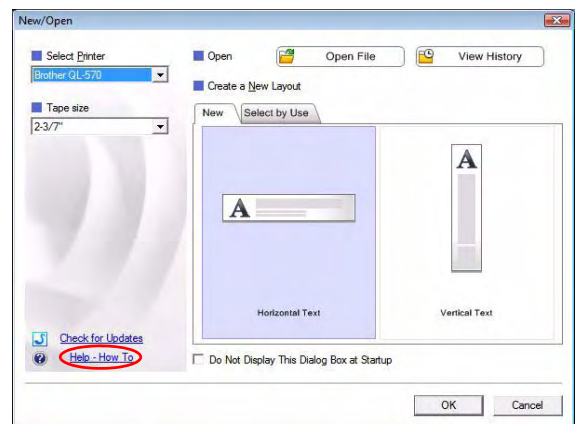 New/Open
Select Printer
Brother QL-570
Tape size
2-3/7"
Check for Updates
Help - How To
Open
Open File
View History
Create a New Layout
New
Select by Use
A
Horizontal Text
A
Vertical Text
Do Not Display This Dialog Box at Startup
OK
Cancel